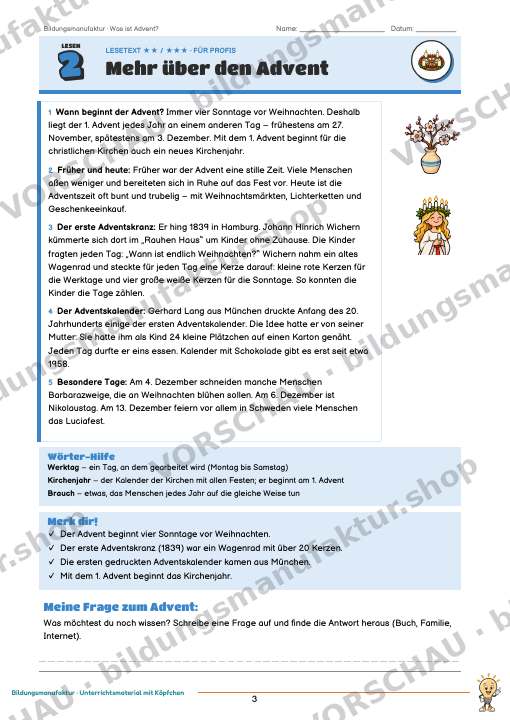 Bildungsmanufaktur · Was ist Advent?
Name: Datum:
LESEN
2
LESETEXT ★★ / ★★★ · FÜR PROFIS
Mehr über den Advent
1 Wann beginnt der Advent? Immer vier Sonntage vor Weihnachten. Deshalb
liegt der 1. Advent jedes Jahr an einem anderen Tag – frühestens am 27.
November, spätestens am 3. Dezember. Mit dem 1. Advent beginnt für die
christlichen Kirchen auch ein neues Kirchenjahr.
2 Früher und heute: Früher war der Advent eine stille Zeit. Viele Menschen
aßen weniger und bereiteten sich in Ruhe auf das Fest vor. Heute ist die
Adventszeit oft bunt und trubelig – mit Weihnachtsmärkten, Lichterketten und
Geschenkeeinkauf.
3 Der erste Adventskranz: Er hing 1839 in Hamburg. Johann Hinrich Wichern
kümmerte sich dort im „Rauhen Haus“ um Kinder ohne Zuhause. Die Kinder
fragten jeden Tag: „Wann ist endlich Weihnachten?“ Wichern nahm ein altes
Wagenrad und steckte für jeden Tag eine Kerze darauf: kleine rote Kerzen für
die Werktage und vier große weiße Kerzen für die Sonntage. So konnten die
Kinder die Tage zählen.
4 Der Adventskalender: Gerhard Lang aus München druckte Anfang des 20.
Jahrhunderts einige der ersten Adventskalender. Die Idee hatte er von seiner
Mutter: Sie hatte ihm als Kind 24 kleine Plätzchen auf einen Karton genäht.
Jeden Tag durfte er eins essen. Kalender mit Schokolade gibt es erst seit etwa
1958.
5 Besondere Tage: Am 4. Dezember schneiden manche Menschen
Barbarazweige, die an Weihnachten blühen sollen. Am 6. Dezember ist
Nikolaustag. Am 13. Dezember feiern vor allem in Schweden viele Menschen
das Luciafest.
Wörter-Hilfe
Werktag – ein Tag, an dem gearbeitet wird (Montag bis Samstag)
Kirchenjahr – der Kalender der Kirchen mit allen Festen; er beginnt am 1. Advent
Brauch – etwas, das Menschen jedes Jahr auf die gleiche Weise tun
Merk dir!
✓ Der Advent beginnt vier Sonntage vor Weihnachten.
✓ Der erste Adventskranz (1839) war ein Wagenrad mit über 20 Kerzen.
✓ Die ersten gedruckten Adventskalender kamen aus München.
✓ Mit dem 1. Advent beginnt das Kirchenjahr.
Meine Frage zum Advent:
Was möchtest du noch wissen? Schreibe eine Frage auf und finde die Antwort heraus (Buch, Familie,
Internet).
Bildungsmanufaktur · Unterrichtsmaterial mit Köpfchen
3
VORSCHAU · bildungsmanufaktur.shop